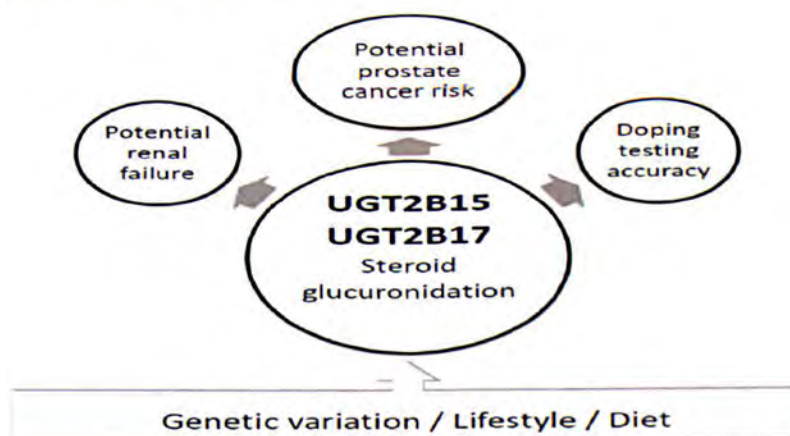 Potential
prostate
cancer risk
Potential
renal
failure
Doping
testing
accuracy
UGT2B15
UGT2B17
Steroid
glucuronidation
Genetic variation / Lifestyle / Diet